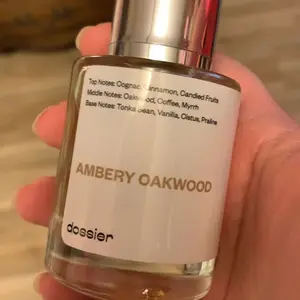 Top Notes: Cognac, Cinnamon, Candied Fruits
Middle Notes: Oakwood, Coffee, Myrrh
Base Notes: Tonka Bean, Vanilla, Cistus, Praline
AMBERY OAKWOOD
dossier